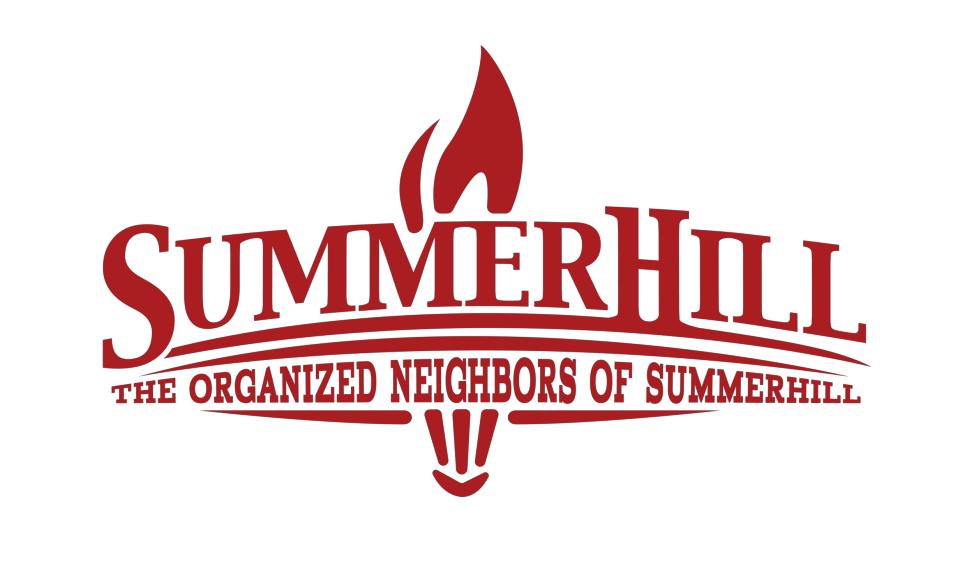 SUMMERHILL
THE ORGANIZED NEIGHBORS OF SUMMERHILL